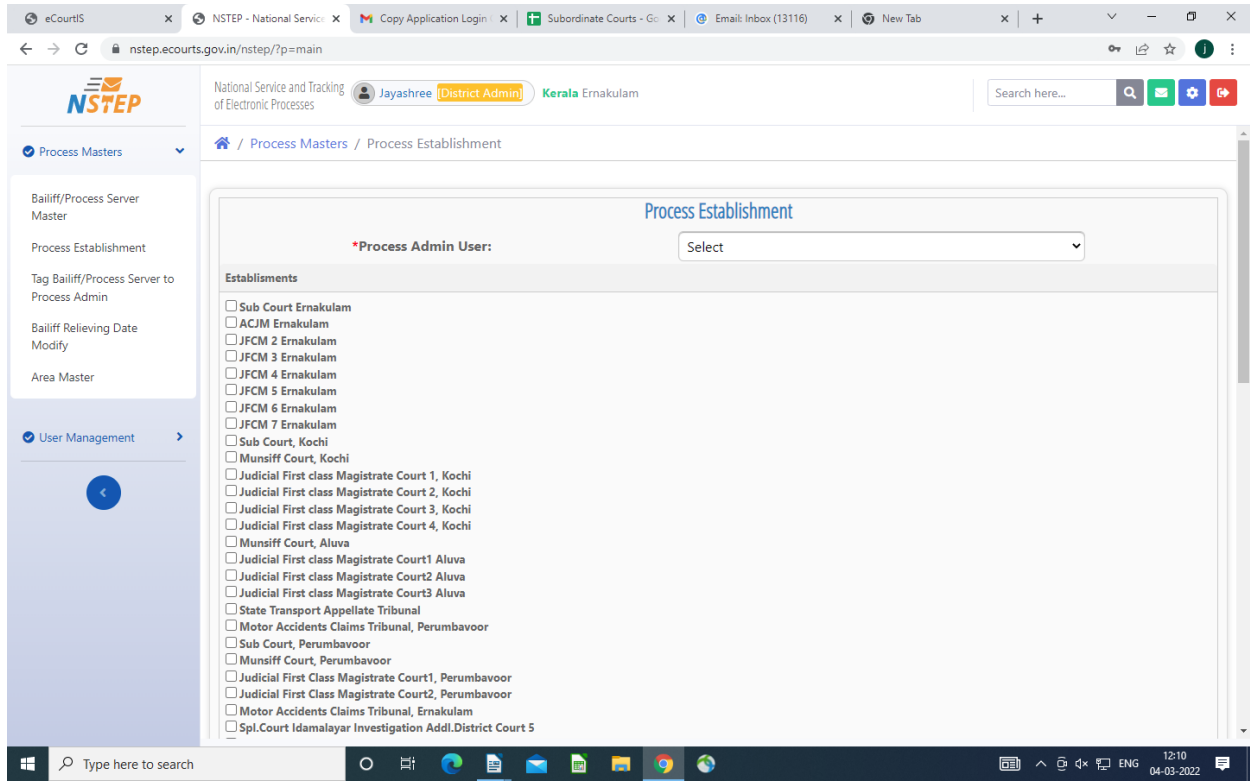 eCourtIS
NSTEP - National Service
Copy Application Login
Subordinate Courts - Go
Email: Inbox (13116)
New Tab
nstep.ecourts.gov.in/nstep/?p=main
j
NSTEP
National Service and Tracking
of Electronic Processes
Jayashree [District Admin]
Kerala Ernakulam
Search here...
Process Masters
/ Process Masters / Process Establishment
Bailiff/Process Server
Master
Process Establishment
Tag Bailiff/Process Server to
Process Admin
Bailiff Relieving Date
Modify
Area Master
User Management
Process Establishment
*Process Admin User:
Select
Establisments
Sub Court Ernakulam
ACJM Ernakulam
JFCM 2 Ernakulam
JFCM 3 Ernakulam
JFCM 4 Ernakulam
JFCM 5 Ernakulam
JFCM 6 Ernakulam
JFCM 7 Ernakulam
Sub Court, Kochi
Munsiff Court, Kochi
Judicial First class Magistrate Court 1, Kochi
Judicial First class Magistrate Court 2, Kochi
Judicial First class Magistrate Court 3, Kochi
Judicial First class Magistrate Court 4, Kochi
Munsiff Court, Aluva
Judicial First class Magistrate Court1 Aluva
Judicial First class Magistrate Court2 Aluva
Judicial First class Magistrate Court3 Aluva
State Transport Appellate Tribunal
Motor Accidents Claims Tribunal, Perumbavoor
Sub Court, Perumbavoor
Munsiff Court, Perumbavoor
Judicial First Class Magistrate Court1, Perumbavoor
Judicial First Class Magistrate Court2, Perumbavoor
Motor Accidents Claims Tribunal, Ernakulam
Spl.Court Idamalayar Investigation Addl.District Court 5
Type here to search
ENG
12:10
04-03-2022